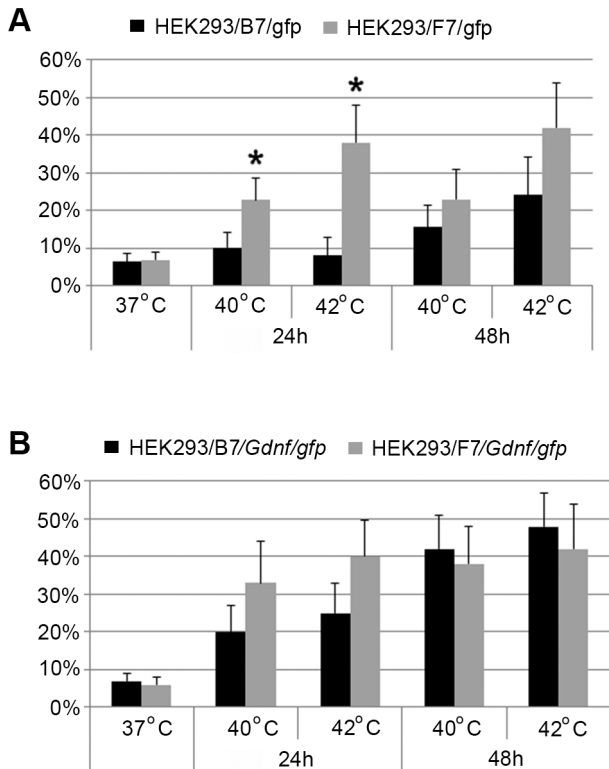 A
HEK293/B7/gfp HEK293/F7/gfp
60%
50%
40%
30%
20%
10%
0%
* *
37°C 40°C 42°C 40°C 42°C
24h 48h
B
HEK293/B7/Gdnf/gfp HEK293/F7/Gdnf/gfp
60%
50%
40%
30%
20%
10%
0%
37°C 40°C 42°C 40°C 42°C
24h 48h